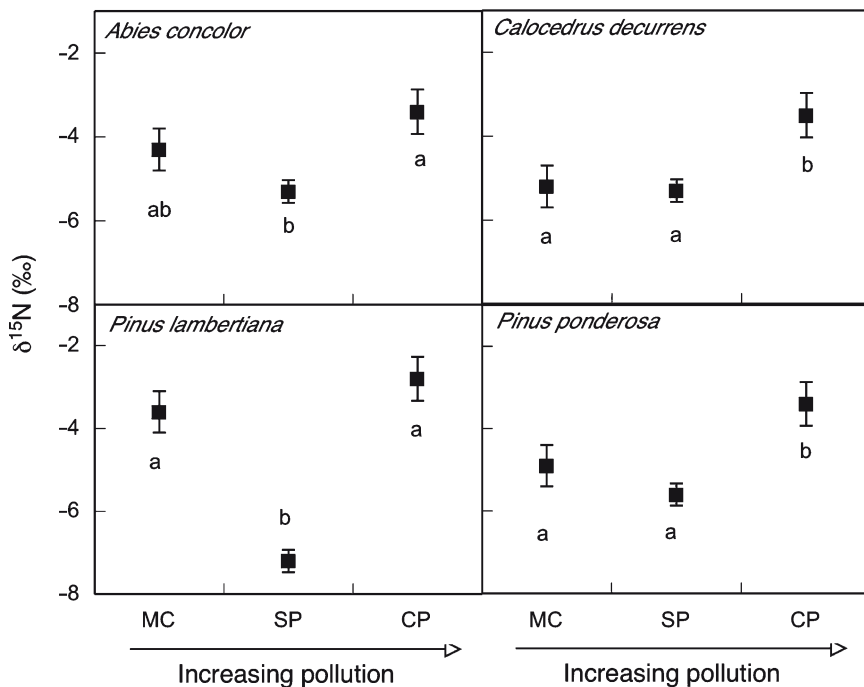 Abies concolor
Calocedrus decurrens
−2
−4
−6
−8
a
ab
b
b
a
a
δ¹⁵N (‰)
Pinus lambertiana
Pinus ponderosa
−2
−4
−6
−8
a
b
a
b
a
a
MC SP CP
MC SP CP
Increasing pollution
Increasing pollution